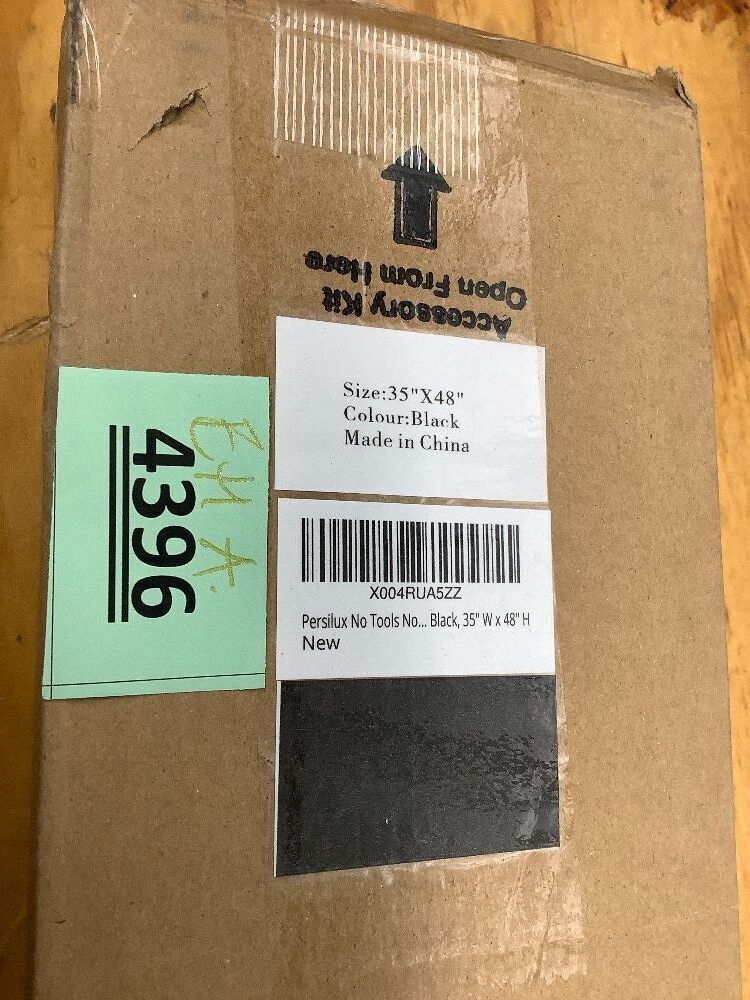 Accessory Kit
Open From Here
Size:35"X48"
Colour:Black
Made in China
X004RUA5ZZ
Persilux No Tools No... Black, 35" W x 48" H
New
4396